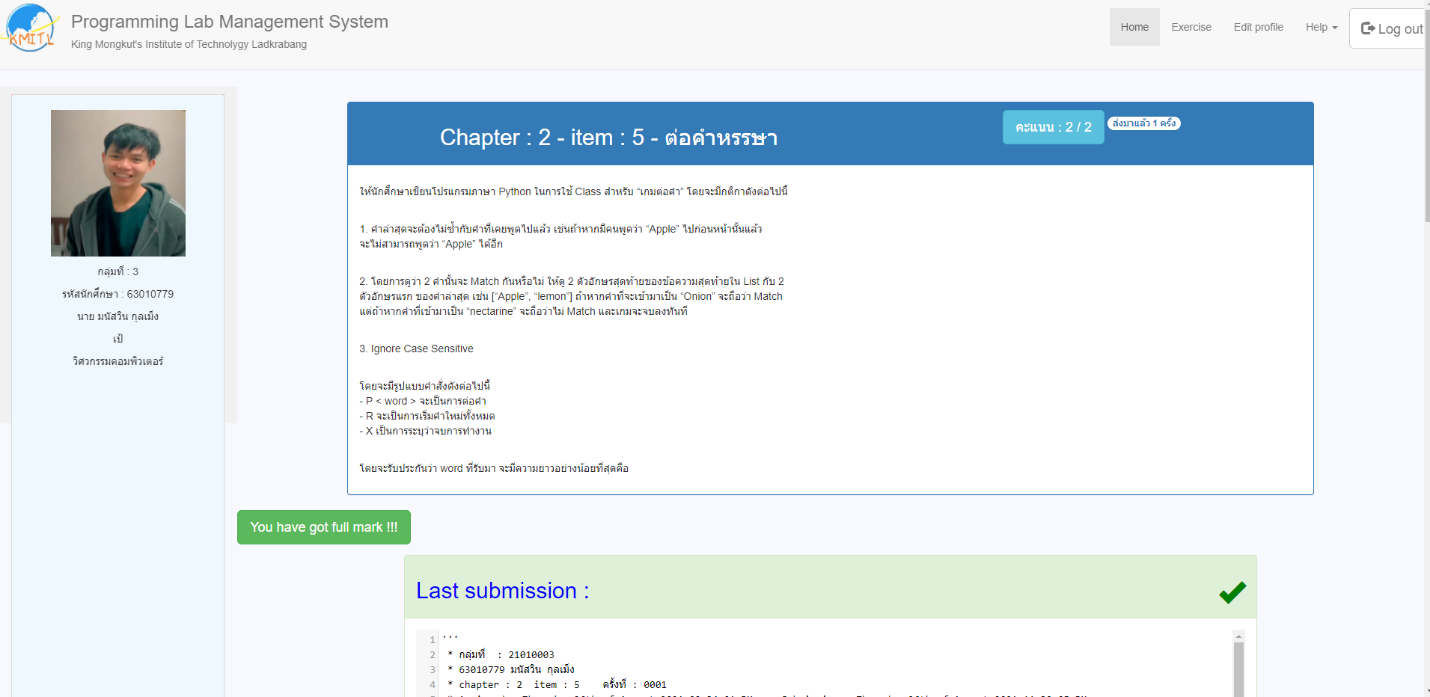 KMITL
Programming Lab Management System
King Mongkut's Institute of Technolygy Ladkrabang
Home
Exercise
Edit profile
Help
Log out
กลุ่มที่ : 3
รหัสนักศึกษา : 63010779
นาย มนัสวิน กุลเม็ง
เป้
วิศวกรรมคอมพิวเตอร์
Chapter : 2 - item : 5 - ต่อคำหรรษา
คะแนน : 2 / 2
ส่งมาแล้ว 1 ครั้ง
ให้นักศึกษาเขียนโปรแกรมภาษา Python ในการใช้ Class สำหรับ “เกมต่อคำ” โดยจะมีกติกาดังต่อไปนี้
1. คำล่าสุดจะต้องไม่ซ้ำกับคำที่เคยพูดไปแล้ว เช่นถ้าหากมีคนพูดว่า “Apple” ไปก่อนหน้านั้นแล้ว
จะไม่สามารถพูดว่า “Apple” ได้อีก
2. โดยการดูว่า 2 คำนั้นจะ Match กันหรือไม่ ให้ดู 2 ตัวอักษรสุดท้ายของข้อความสุดท้ายใน List กับ 2
ตัวอักษรแรก ของคำล่าสุด เช่น [“Apple”, “lemon”] ถ้าหากคำที่จะเข้ามาเป็น “Onion” จะถือว่า Match
แต่ถ้าหากคำที่เข้ามาเป็น “nectarine” จะถือว่าไม่ Match และเกมจะจบลงทันที
3. Ignore Case Sensitive
โดยจะมีรูปแบบคำสั่งดังต่อไปนี้
- P < word > จะเป็นการต่อคำ
- R จะเป็นการเริ่มคำใหม่ทั้งหมด
- X เป็นการระบุว่าจบการทำงาน
โดยจะรับประกันว่า word ที่รับมา จะมีความยาวอย่างน้อยที่สุดคือ
You have got full mark !!!
Last submission :
1 '''
2 * กลุ่มที่ : 21010003
3 * 63010779 มนัสวิน กุลเม็ง
4 * chapter : 2 item : 5 ครั้งที่ : 0001